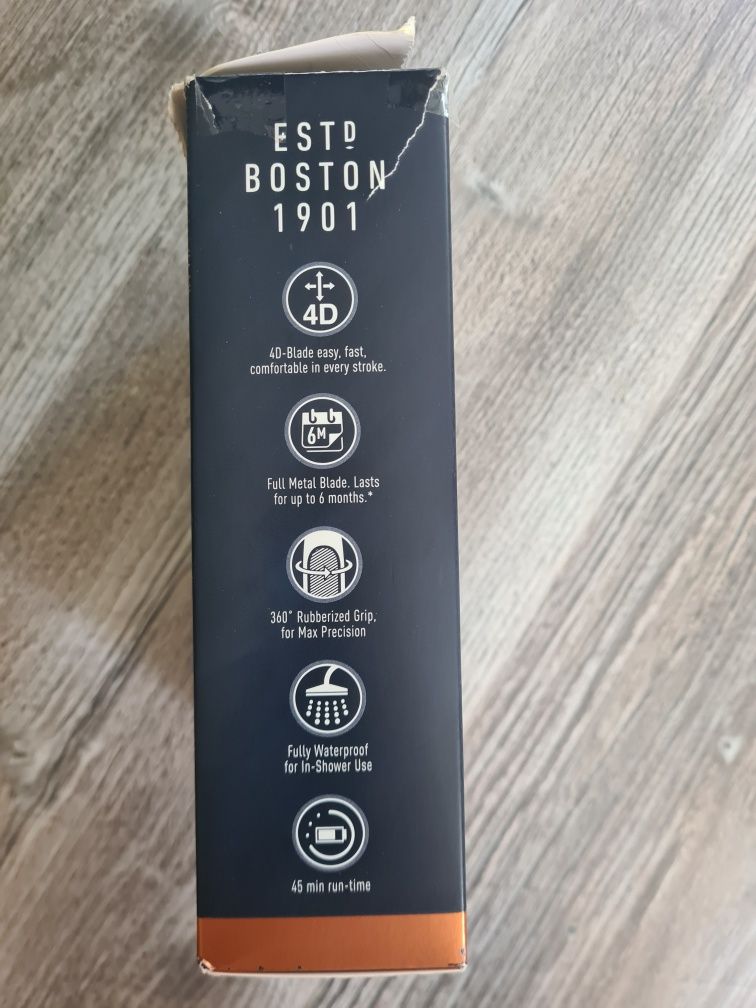 ESTD
BOSTON
1901
4D
4D-Blade easy, fast,
comfortable in every stroke.
6M
Full Metal Blade. Lasts
for up to 6 months.*
360° Rubberized Grip,
for Max Precision
Fully Waterproof
for In-Shower Use
45 min run-time